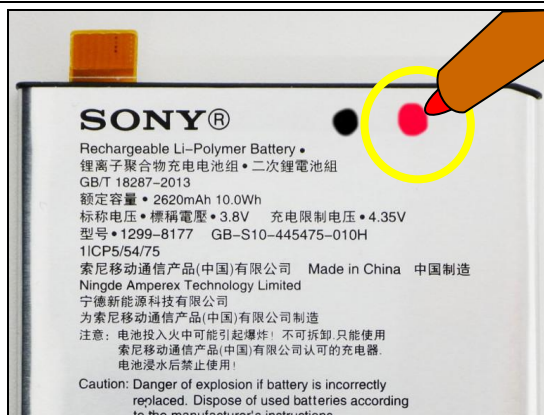 SONY®
Rechargeable Li–Polymer Battery •
锂离子聚合物充电电池组 • 二次鋰電池組
GB/T 18287–2013
额定容量 • 2620mAh 10.0Wh
标称电压 • 標稱電壓 • 3.8V 充电限制电压 • 4.35V
型号 • 1299–8177 GB–S10–445475–010H
1ICP5/54/75
索尼移动通信产品(中国)有限公司 Made in China 中国制造
Ningde Amperex Technology Limited
宁德新能源科技有限公司
为索尼移动通信产品(中国)有限公司制造
注意: 电池投入火中可能引起爆炸! 不可拆卸.只能使用
索尼移动通信产品(中国)有限公司认可的充电器.
电池浸水后禁止使用!
Caution: Danger of explosion if battery is incorrectly
replaced. Dispose of used batteries according
to the manufacturer's instructions